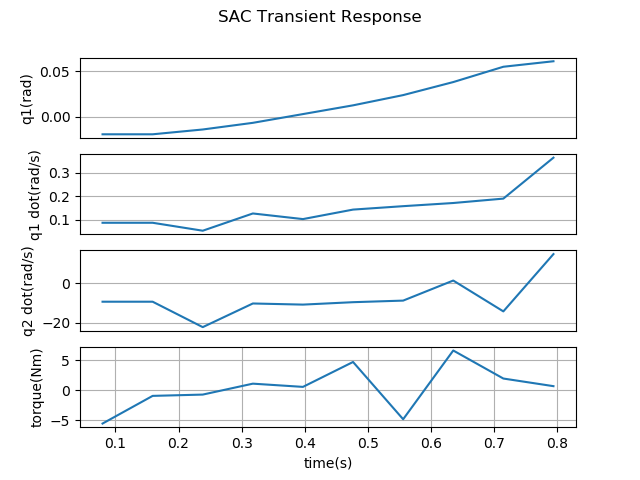 SAC Transient Response
q1(rad)
0.05
0.00
q1 dot(rad/s)
0.3
0.2
0.1
q2 dot(rad/s)
0
−20
torque(Nm)
5
0
−5
0.1 0.2 0.3 0.4 0.5 0.6 0.7 0.8
time(s)